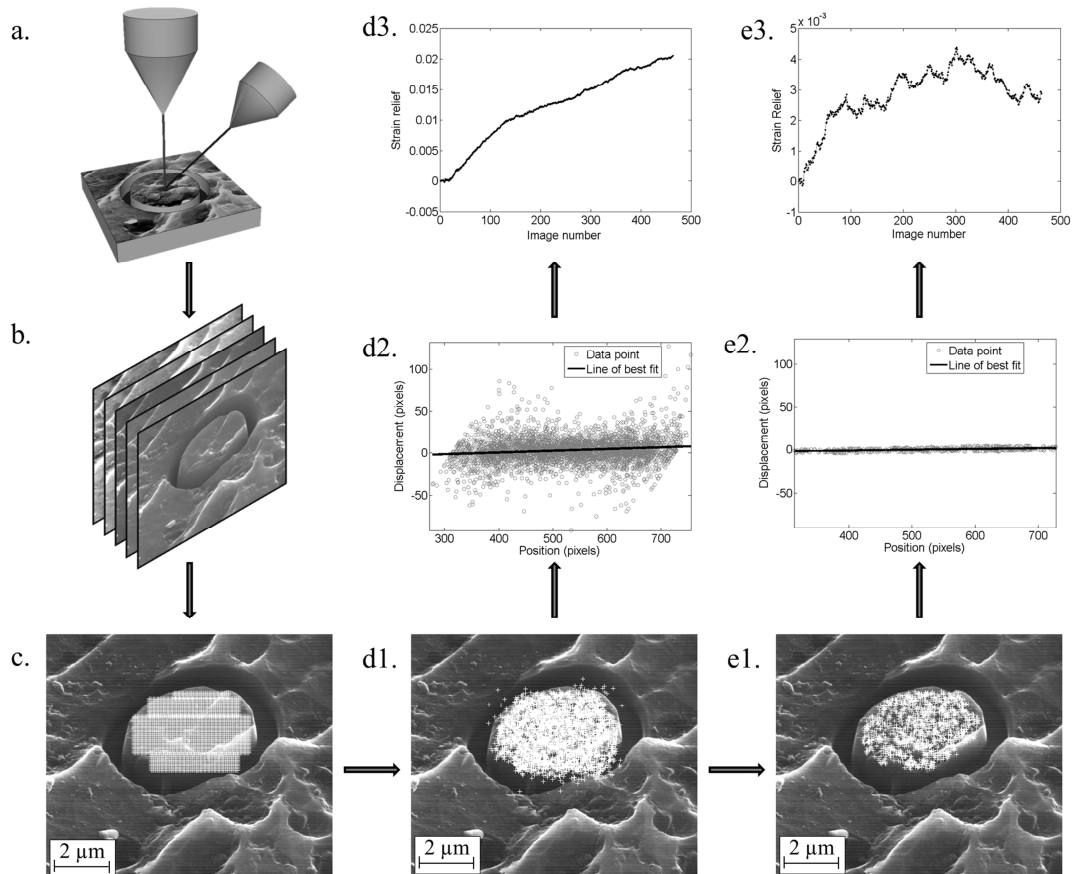 a.
d3.
0.025
0.02
0.015
0.01
0.005
0
-0.005
Strain relief
0 100 200 300 400 500
Image number
e3.
x 10⁻³
5
4
3
2
1
0
-1
Strain Relief
0 100 200 300 400 500
Image number
b.
d2.
100
50
0
-50
Displacement (pixels)
Data point
Line of best fit
300 400 500 600 700
Position (pixels)
e2.
100
50
0
-50
Displacement (pixels)
Data point
Line of best fit
400 500 600 700
Position (pixels)
c.
2 µm
d1.
2 µm
e1.
2 µm